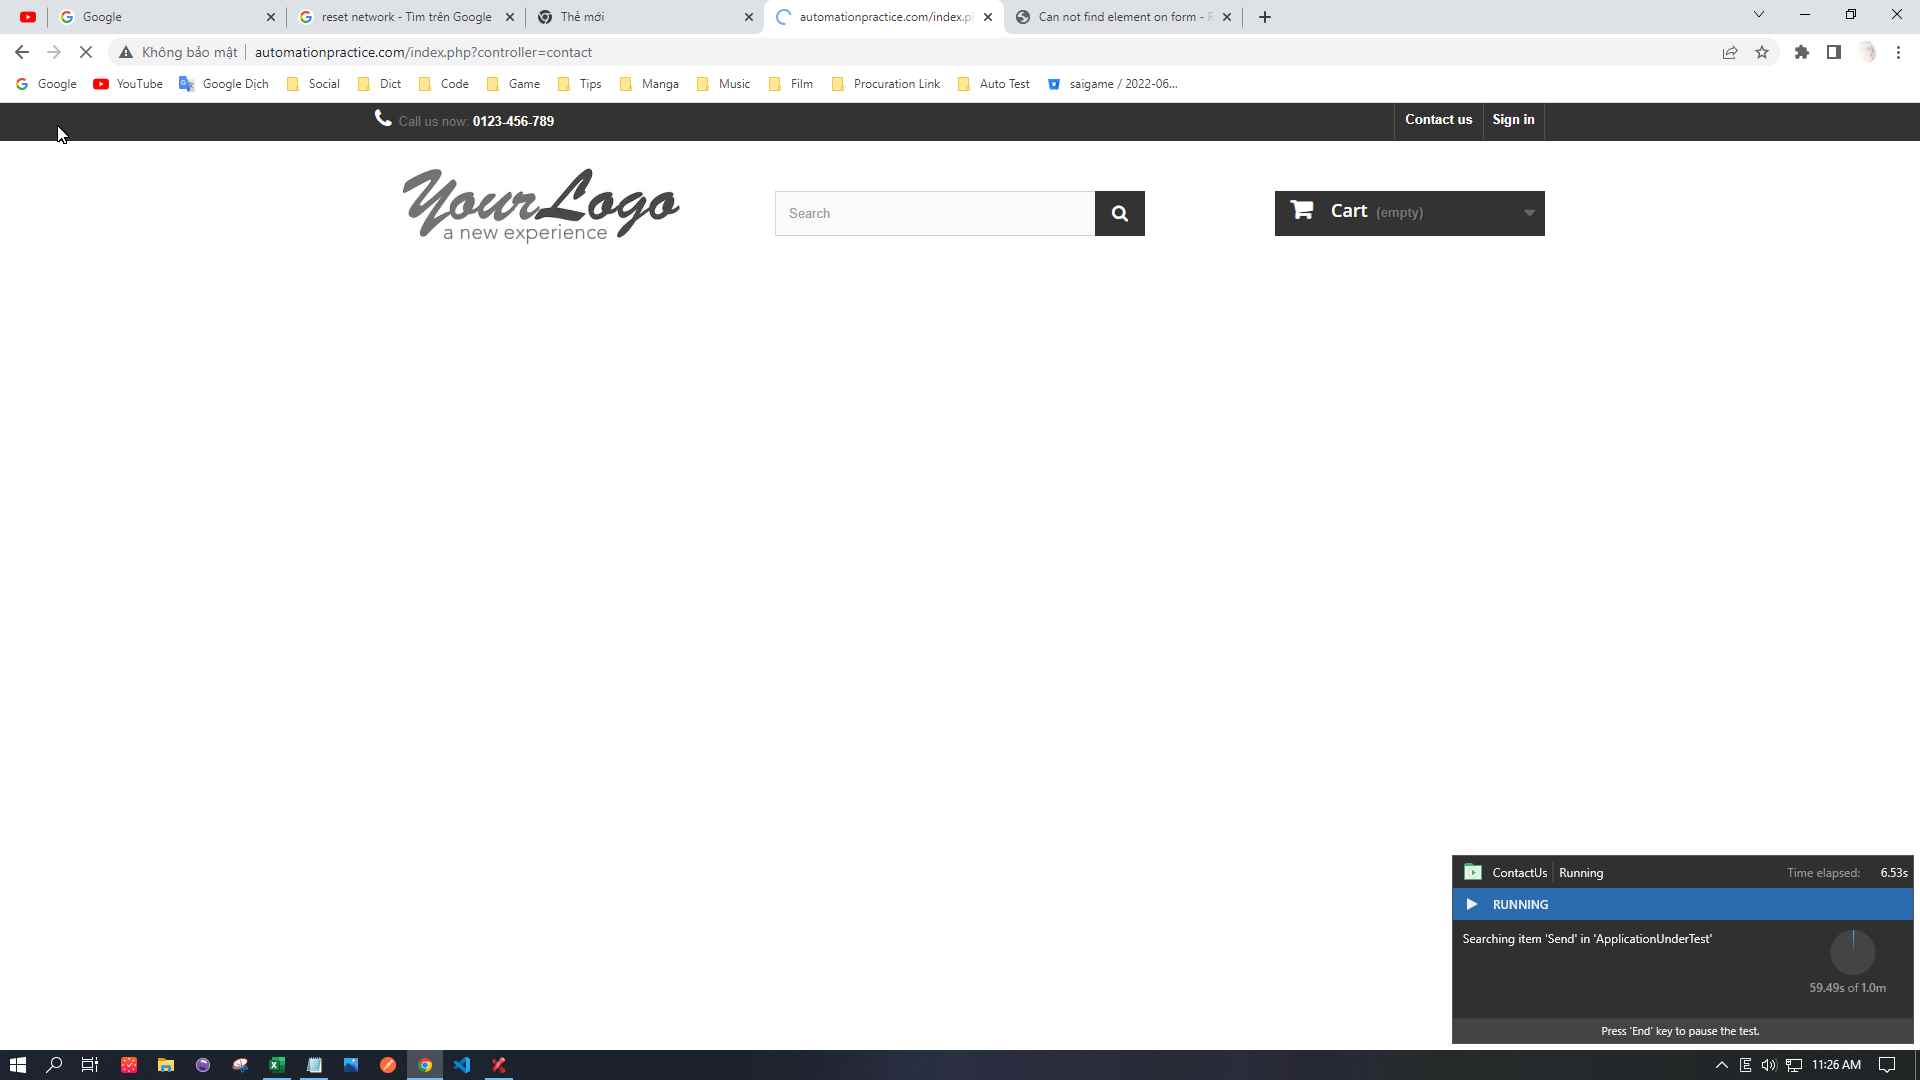 Google
reset network - Tìm trên Google
Thẻ mới
automationpractice.com/index.p
Can not find element on form - R
Không bảo mật
automationpractice.com/index.php?controller=contact
Google
YouTube
Google Dịch
Social
Dict
Code
Game
Tips
Manga
Music
Film
Procuration Link
Auto Test
saigame / 2022-06...
Call us now: 0123-456-789
Contact us
Sign in
YourLogo
a new experience
Search
Cart (empty)
ContactUs
Running
Time elapsed:
6.53s
RUNNING
Searching item 'Send' in 'ApplicationUnderTest'
59.49s of 1.0m
Press 'End' key to pause the test.
11:26 AM